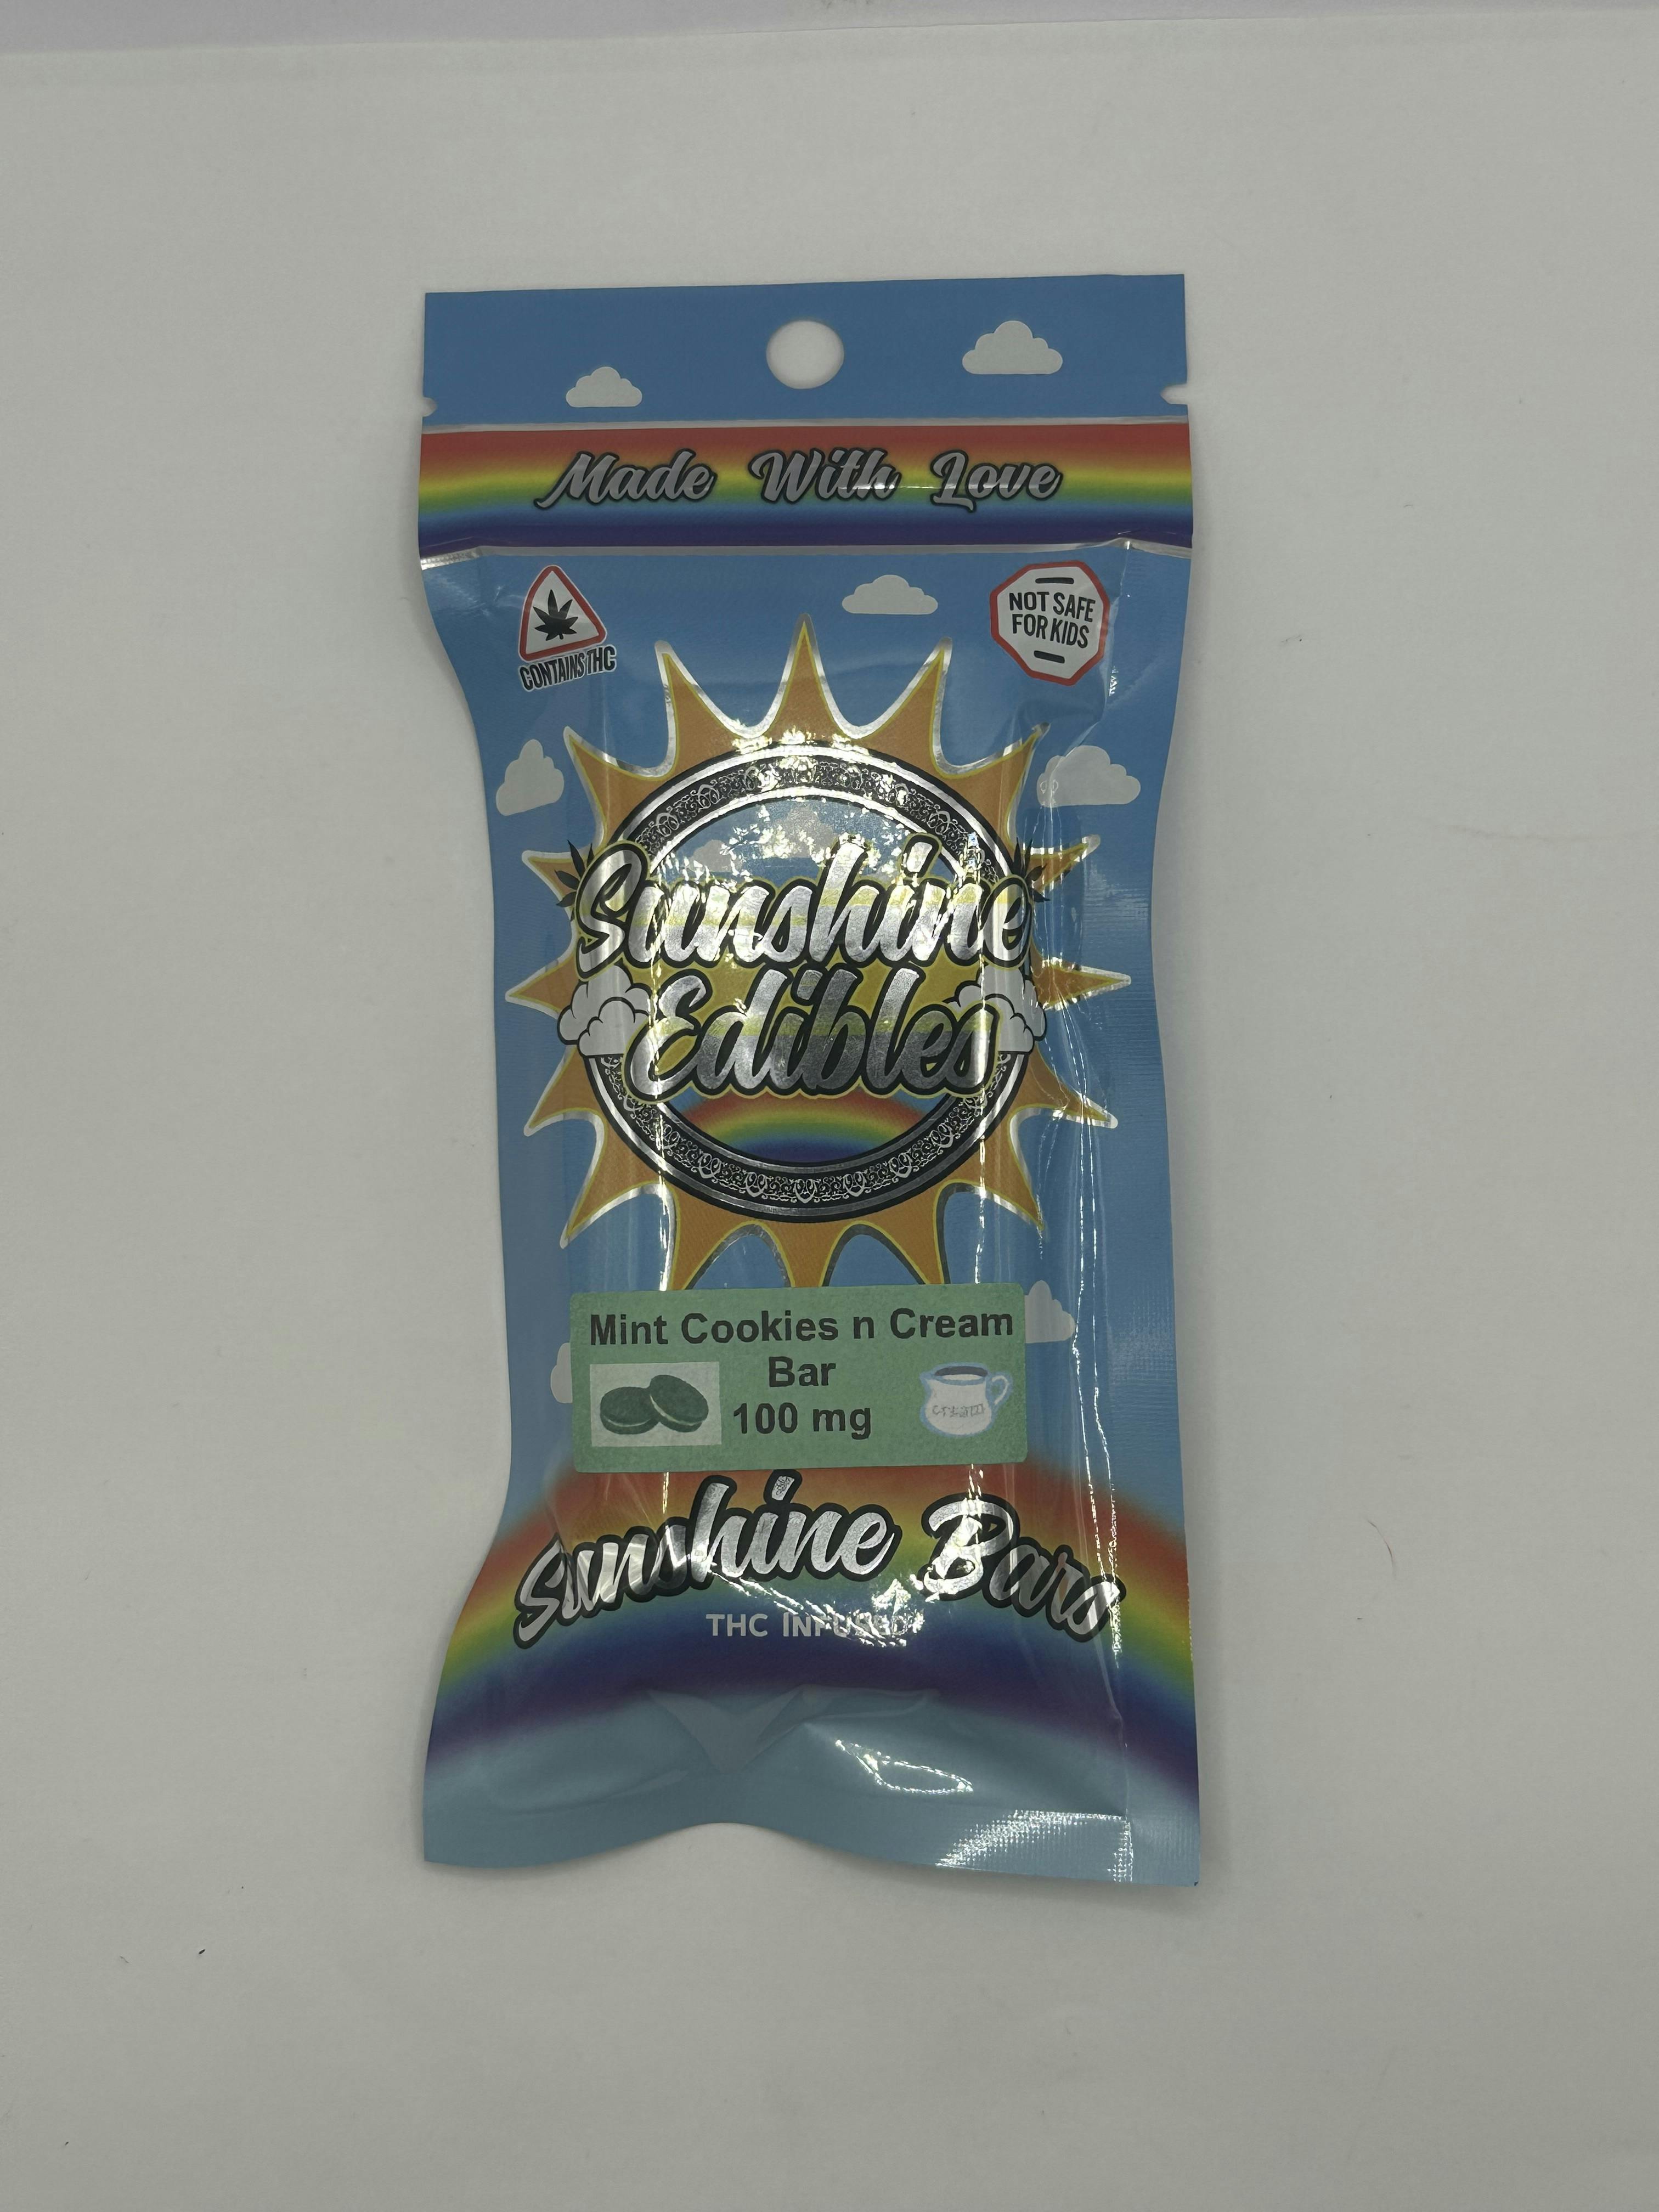 Made With Love
CONTAINS THC
NOT SAFE
FOR KIDS
Sunshine
Edibles
Mint Cookies n Cream
Bar
100 mg
cream
Sunshine Bars
THC INFUSED